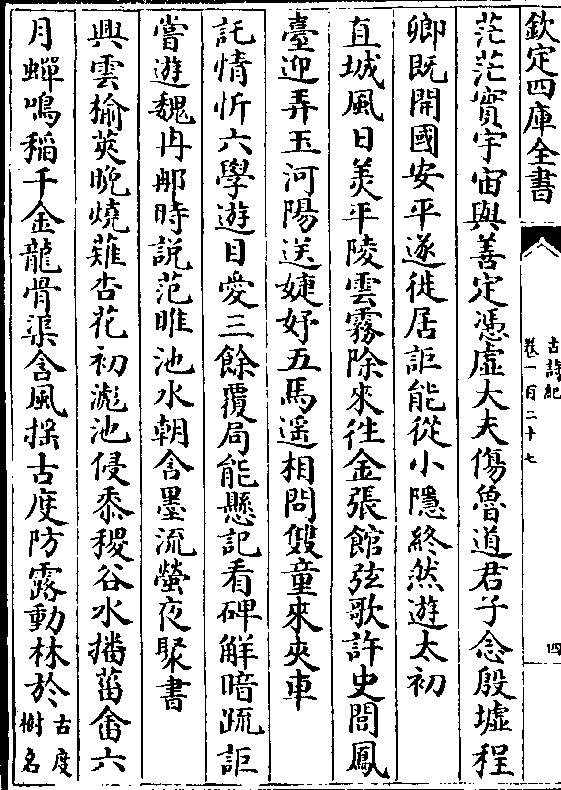 欽定四庫全書
古詩紀
卷一百二十七
四
茫茫實宇宙與善定憑虛大夫傷魯道君子念殷墟程
卿既開國安平遂徙居詎能從小隱終然遊太初
直城風日美平陵雲霧除來徃金張館弦歌許史閭鳳
臺迎弄玉河陽送婕妤五馬遥相問雙童來夾車
託情忻六學遊目愛三餘覆局能懸記看碑觧暗疏詎
嘗遊魏冉那時説范睢池水朝含墨流螢夜聚書
興雲榆莢晚燒薙杏花初滮池侵黍稷谷水播菑畬六
月蟬鳴稻千金龍骨渠含風揺古度防露動林於古度
樹名